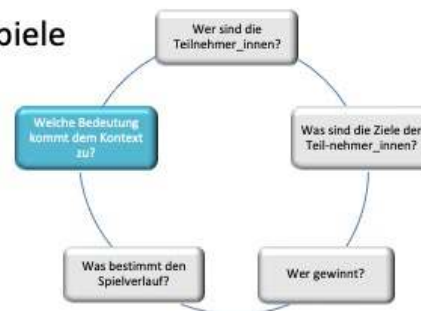 piele
Wer sind die
Teilnehmer_innen?
Welche Bedeutung
kommt dem Kontext
zu?
Was sind die Ziele der
Teil-nehmer_innen?
Was bestimmt den
Spielverlauf?
Wer gewinnt?